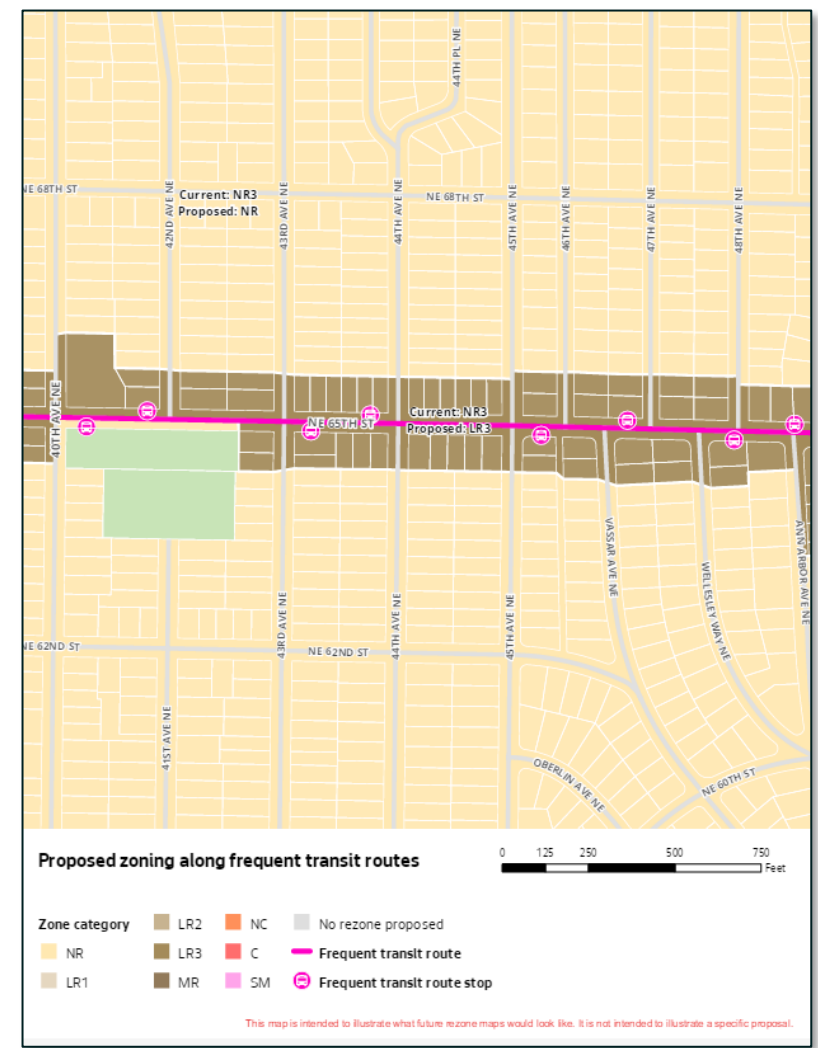 44TH PL NE
NE 68TH ST
42ND AVE NE
Current: NR3
Proposed: NR
43RD AVE NE
44TH AVE NE
NE 68TH ST
45TH AVE NE
46TH AVE NE
47TH AVE NE
48TH AVE NE
40TH AVE NE
NE 65TH ST
Current: NR3
Proposed: LR3
VASSAR AVE NE
WELLESLEY WAY NE
ANN ARBOR AVE NE
NE 62ND ST
43RD AVE NE
NE 62ND ST
44TH AVE NE
45TH AVE NE
41ST AVE NE
OBERLIN AVE NE
NE 60TH ST
Proposed zoning along frequent transit routes
0 125 250 500 750
Feet
Zone category
NR
LR1
LR2
LR3
MR
NC
C
SM
No rezone proposed
Frequent transit route
Frequent transit route stop
This map is intended to illustrate what future rezone maps would look like. It is not intended to illustrate a specific proposal.